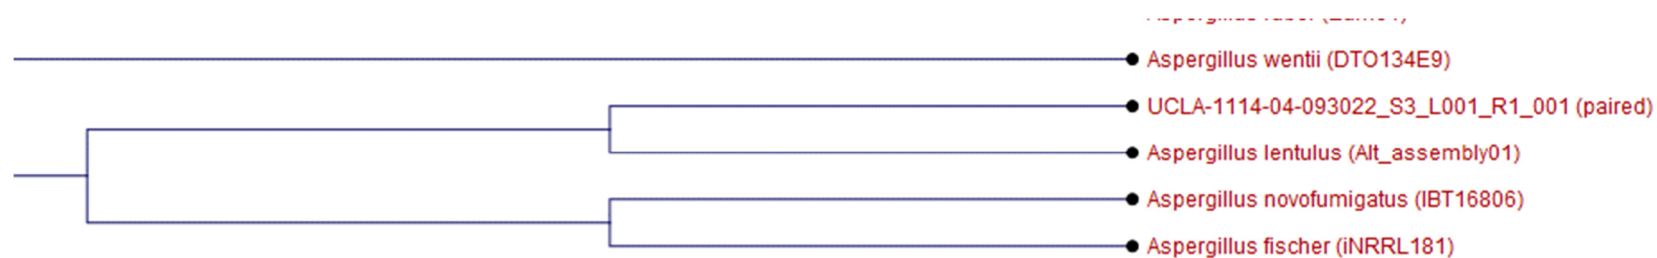 Aspergillus wentii (DTO134E9)
UCLA-1114-04-093022_S3_L001_R1_001 (paired)
Aspergillus lentulus (Alt_assembly01)
Aspergillus novofumigatus (IBT16806)
Aspergillus fischer (iNRRL181)